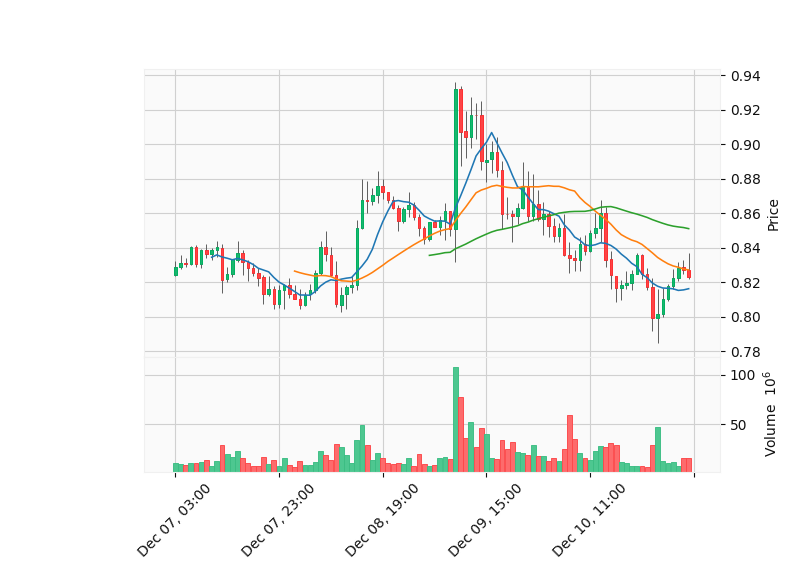 0.94
0.92
0.90
0.88
0.86
0.84
0.82
0.80
0.78
Price
100
50
Volume 10^6
Dec 07, 03:00
Dec 07, 23:00
Dec 08, 19:00
Dec 09, 15:00
Dec 10, 11:00